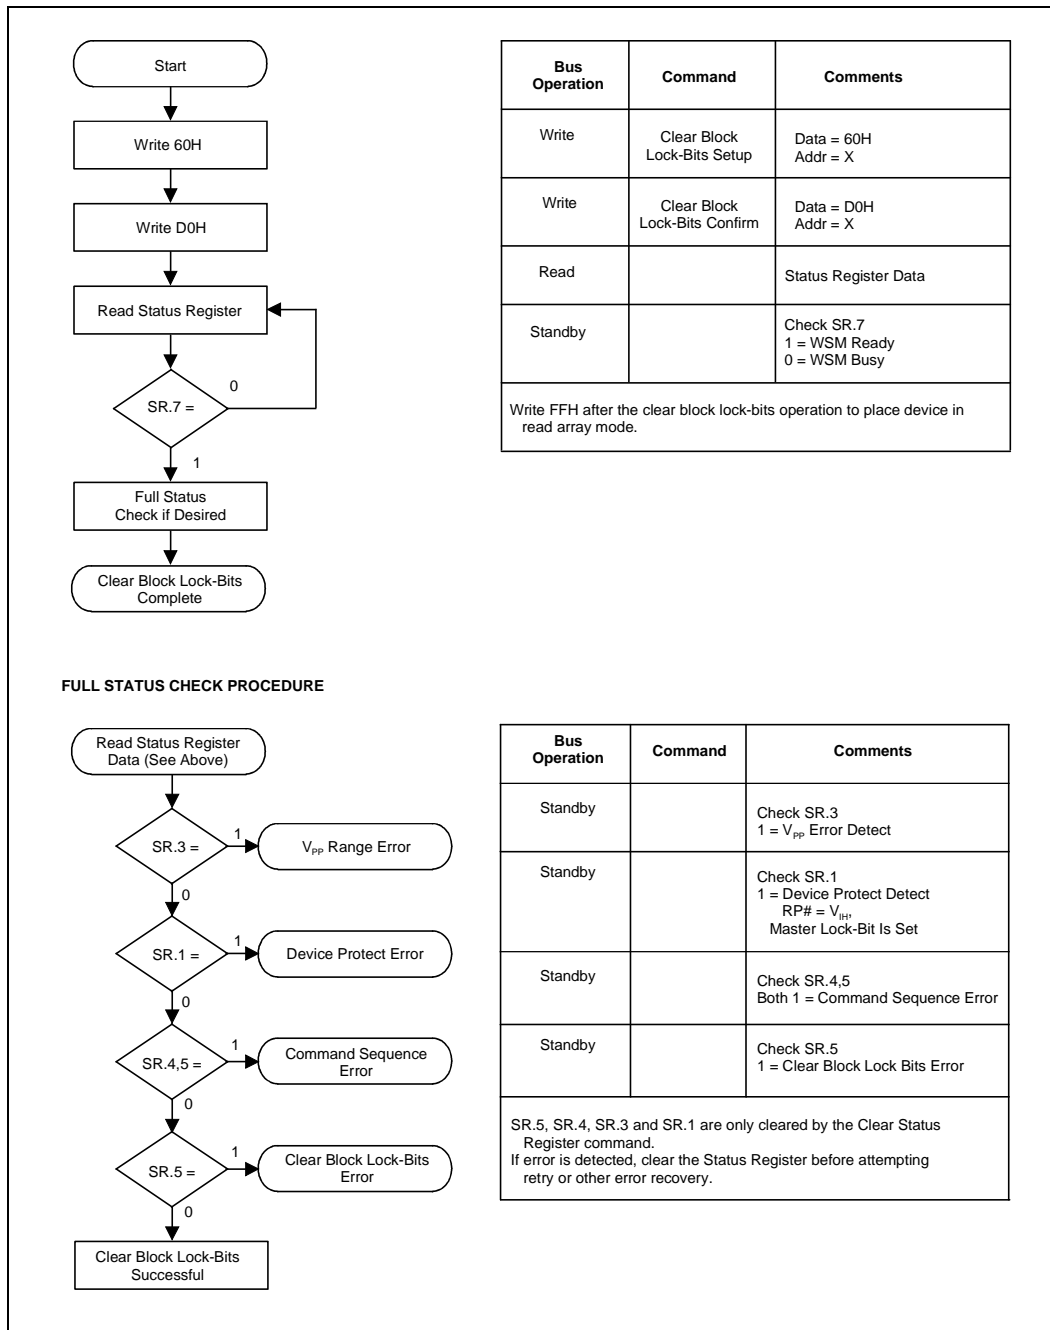 Start
Write 60H
Write D0H
Read Status Register
0
SR.7 =
1
Full Status
Check if Desired
Clear Block Lock-Bits
Complete
Bus
Operation
Command
Comments
Write
Clear Block
Lock-Bits Setup
Data = 60H
Addr = X
Write
Clear Block
Lock-Bits Confirm
Data = D0H
Addr = X
Read
Status Register Data
Standby
Check SR.7
1 = WSM Ready
0 = WSM Busy
Write FFH after the clear block lock-bits operation to place device in
read array mode.
FULL STATUS CHECK PROCEDURE
Read Status Register
Data (See Above)
SR.3 =
1
VPP Range Error
0
SR.1 =
1
Device Protect Error
0
SR.4,5 =
1
Command Sequence
Error
0
SR.5 =
1
Clear Block Lock-Bits
Error
0
Clear Block Lock-Bits
Successful
Bus
Operation
Command
Comments
Standby
Check SR.3
1 = VPP Error Detect
Standby
Check SR.1
1 = Device Protect Detect
RP# = VIH,
Master Lock-Bit Is Set
Standby
Check SR.4,5
Both 1 = Command Sequence Error
Standby
Check SR.5
1 = Clear Block Lock Bits Error
SR.5, SR.4, SR.3 and SR.1 are only cleared by the Clear Status
Register command.
If error is detected, clear the Status Register before attempting
retry or other error recovery.